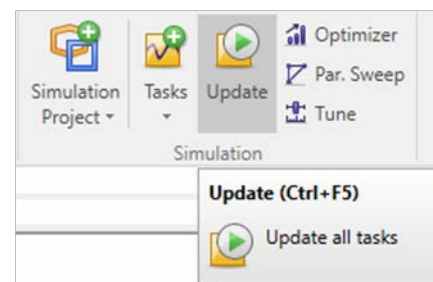 Simulation
Project
Tasks
Update
Optimizer
Par. Sweep
Tune
Simulation
Update (Ctrl+F5)
Update all tasks